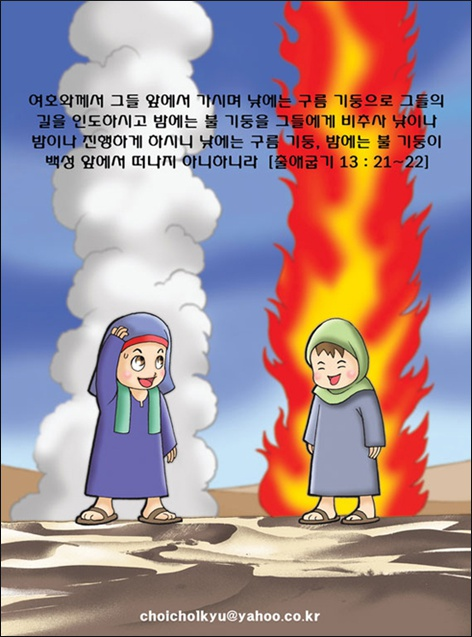 여호와께서 그들 앞에서 가시며 낮에는 구름 기둥으로 그들의
길을 인도하시고 밤에는 불 기둥을 그들에게 비추사 낮이나
밤이나 진행하게 하시니 낮에는 구름 기둥, 밤에는 불 기둥이
백성 앞에서 떠나지 아니아니라 [출애굽기 13 : 21~22]
choicholkyu@yahoo.co.kr